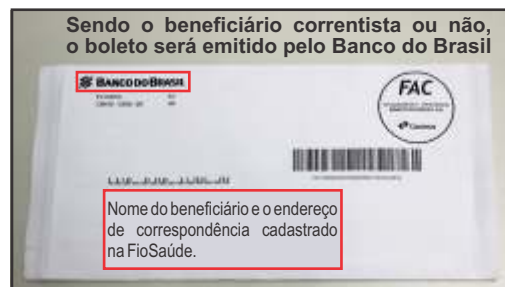 Sendo o beneficiário correntista ou não,
o boleto será emitido pelo Banco do Brasil
BANCO DO BRASIL
FAC
Correios
Nome do beneficiário e o endereço
de correspondência cadastrado
na FioSaúde.